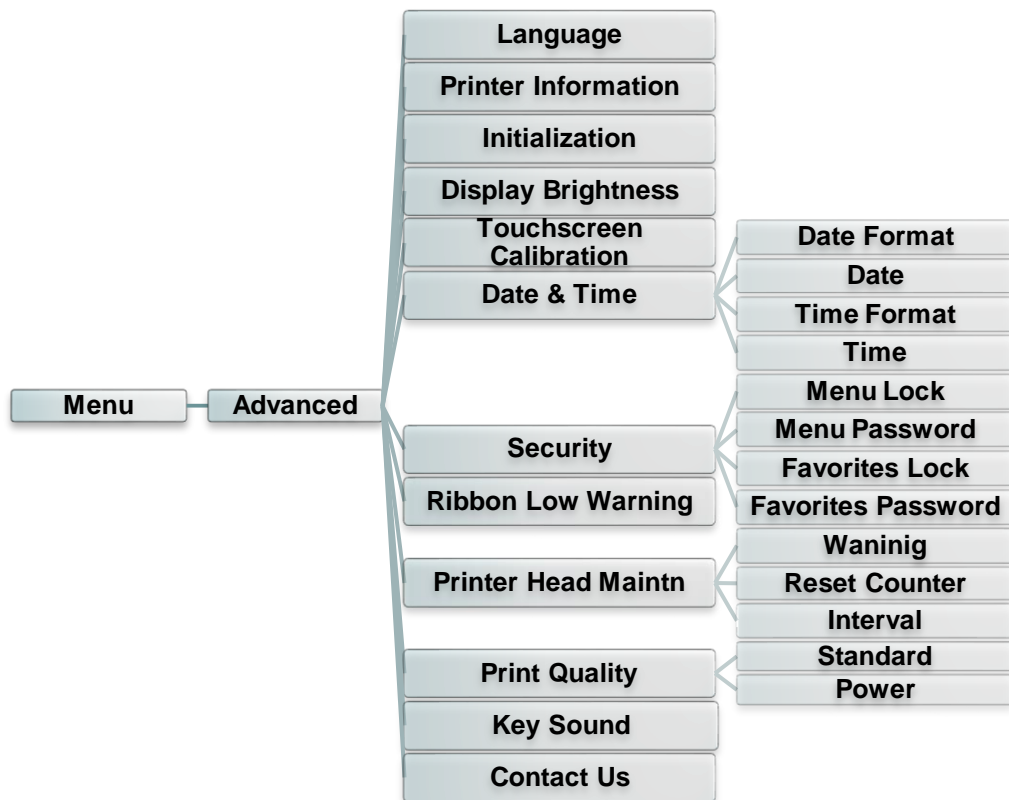 Menu
Advanced
Language
Printer Information
Initialization
Display Brightness
Touchscreen
Calibration
Date & Time
Date Format
Date
Time Format
Time
Security
Menu Lock
Menu Password
Favorites Lock
Favorites Password
Ribbon Low Warning
Printer Head Maintn
Waninig
Reset Counter
Interval
Print Quality
Standard
Power
Key Sound
Contact Us